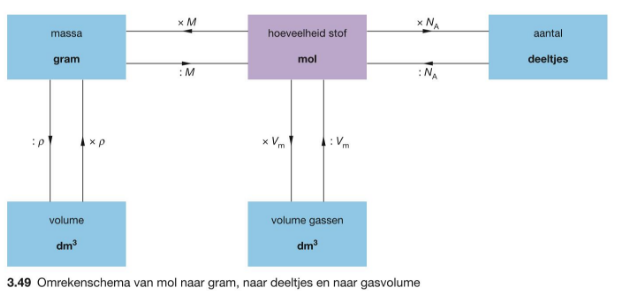 massa
gram
× M
: M
hoeveelheid stof
mol
× Nₐ
: Nₐ
aantal
deeltjes
: ρ
× ρ
× Vₘ
: Vₘ
volume
dm³
volume gassen
dm³
3.49 Omrekenschema van mol naar gram, naar deeltjes en naar gasvolume